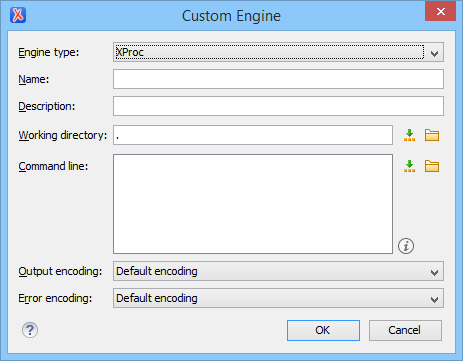 Custom Engine
Engine type: XProc
Name:
Description:
Working directory: .
Command line:
Output encoding: Default encoding
Error encoding: Default encoding
OK Cancel